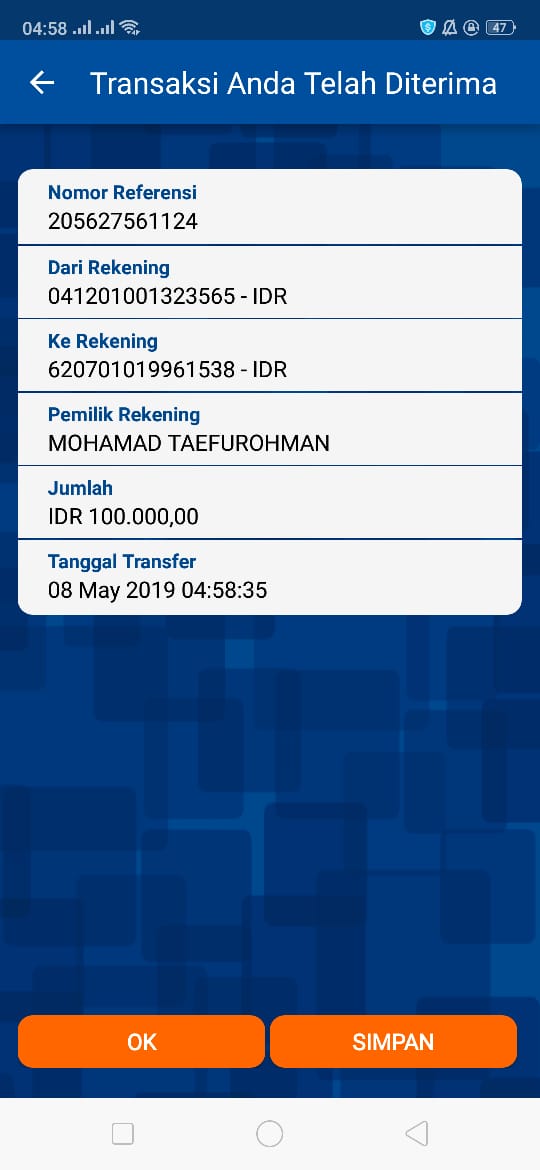 04:58
47
Transaksi Anda Telah Diterima
Nomor Referensi
205627561124
Dari Rekening
041201001323565 - IDR
Ke Rekening
620701019961538 - IDR
Pemilik Rekening
MOHAMAD TAEFUROHMAN
Jumlah
IDR 100.000,00
Tanggal Transfer
08 May 2019 04:58:35
OK
SIMPAN